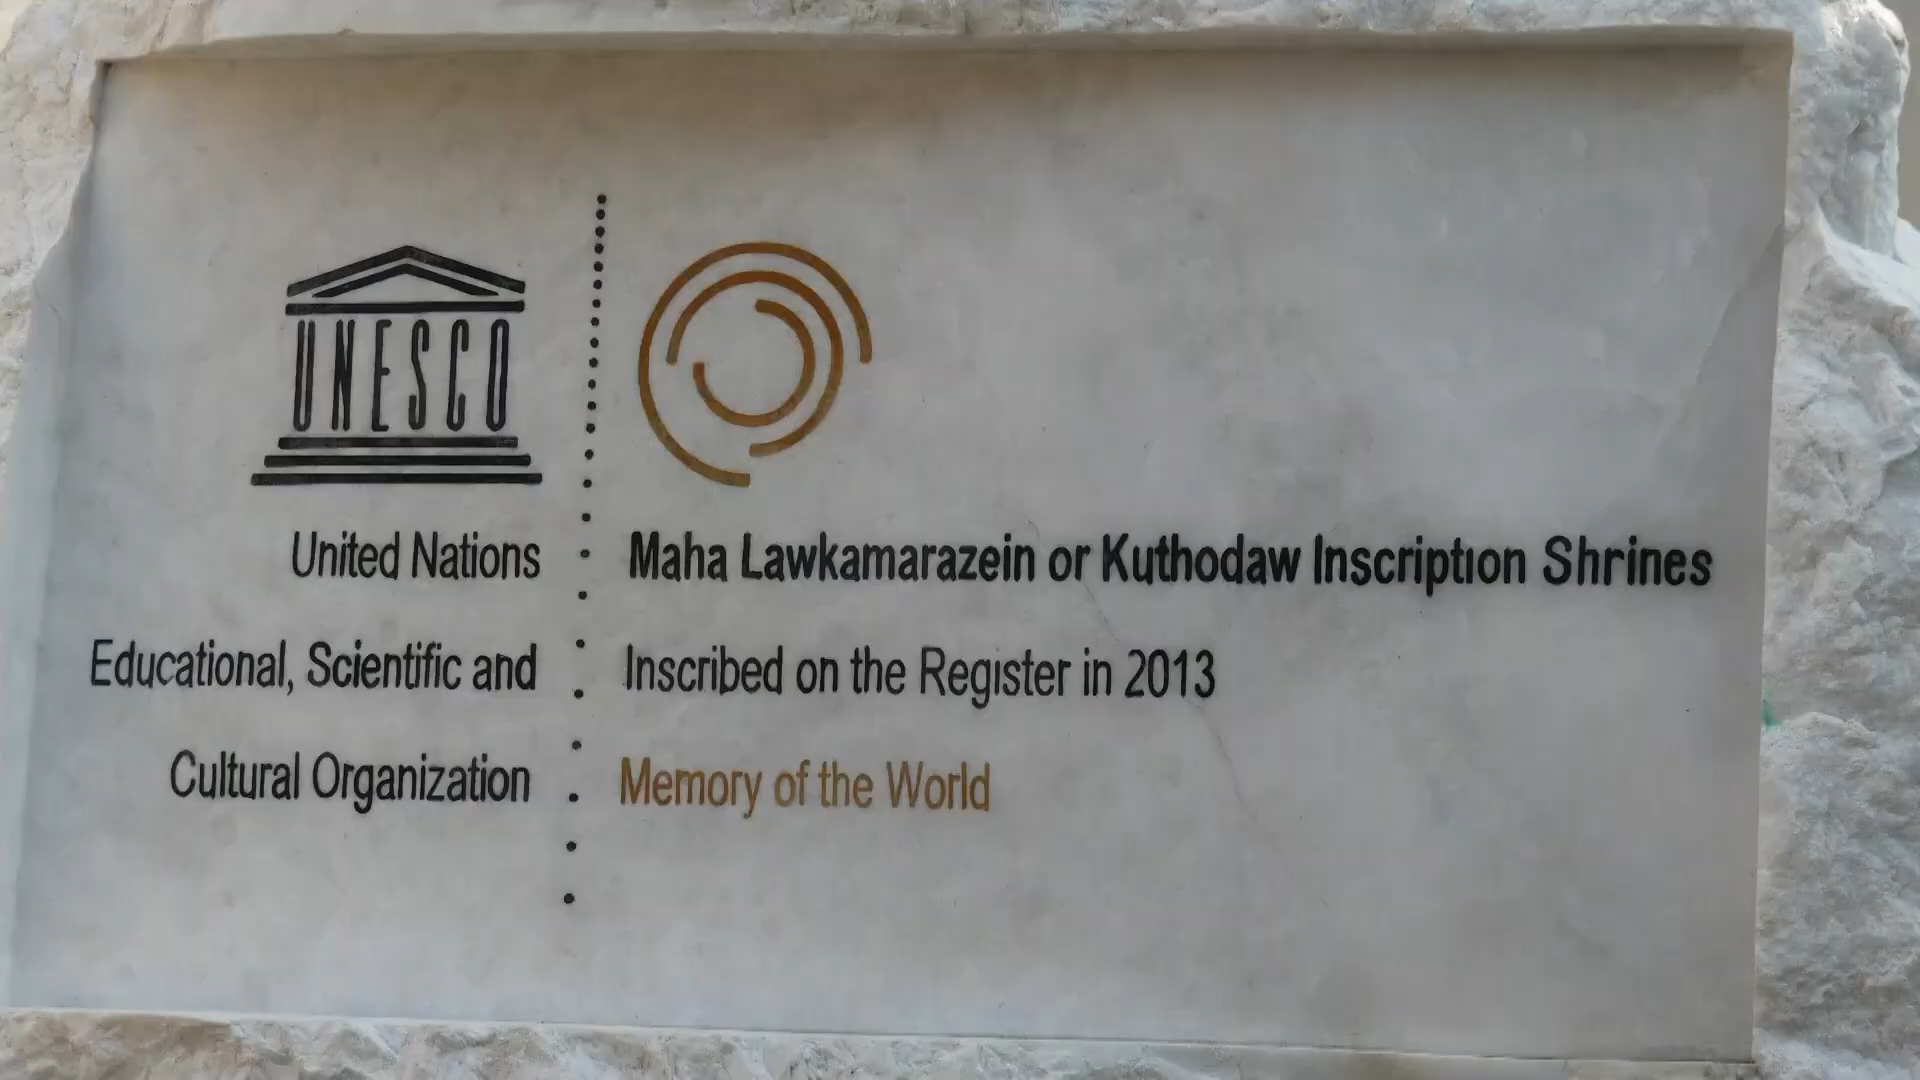 UNESCO
United Nations
Educational, Scientific and
Cultural Organization
Maha Lawkamarazein or Kuthodaw Inscription Shrines
Inscribed on the Register in 2013
Memory of the World